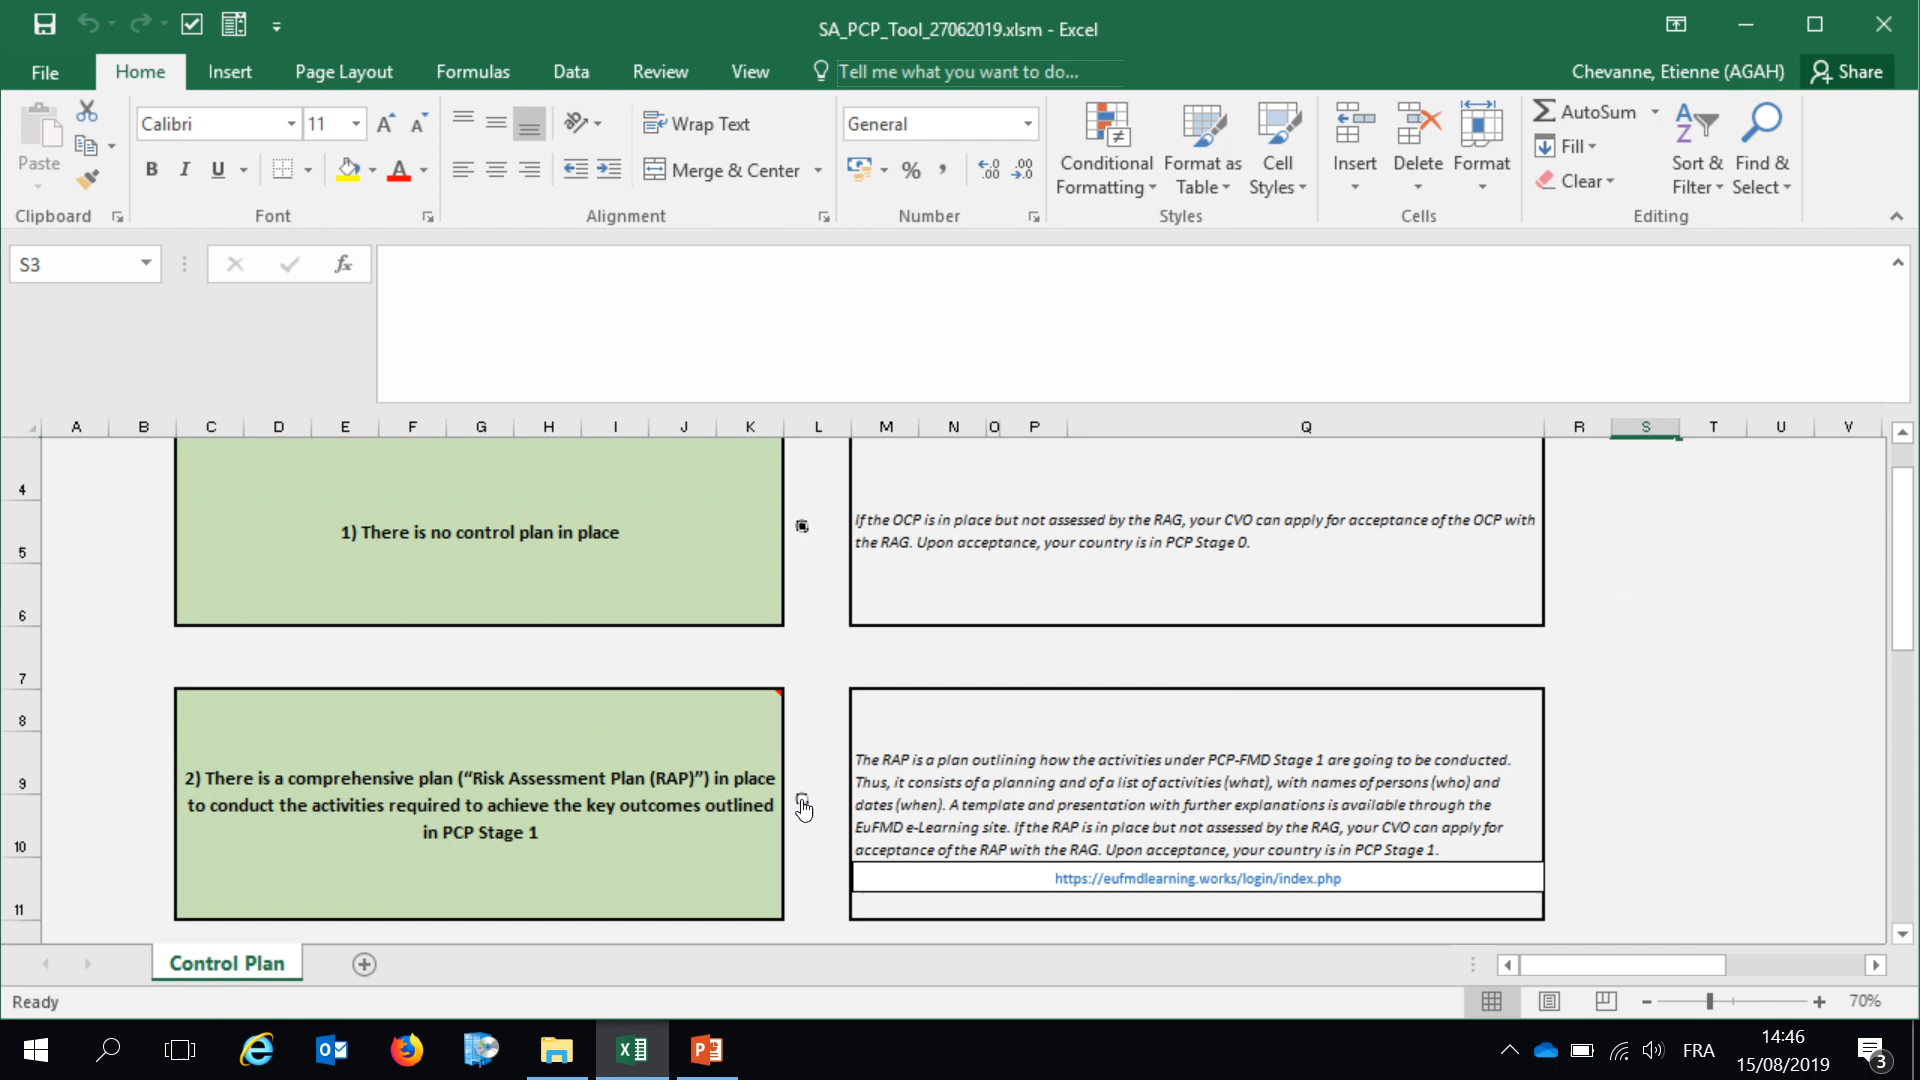 SA_PCP_Tool_27062019.xlsm - Excel
File
Home
Insert
Page Layout
Formulas
Data
Review
View
Tell me what you want to do...
Chevanne, Etienne (AGAH)
Share
Paste
Clipboard
Calibri
11
B I U
Font
Wrap Text
Merge & Center
Alignment
General
%
Number
Conditional Formatting
Format as Table
Cell Styles
Styles
Insert
Delete
Format
Cells
AutoSum
Fill
Clear
Sort & Filter
Find & Select
Editing
S3
fx
A B C D E F G H I J K L M N O P Q R S T U V
4
5
6
7
8
9
10
11
1) There is no control plan in place
If the OCP is in place but not assessed by the RAG, your CVO can apply for acceptance of the OCP with
the RAG. Upon acceptance, your country is in PCP Stage 0.
2) There is a comprehensive plan (“Risk Assessment Plan (RAP)”) in place
to conduct the activities required to achieve the key outcomes outlined
in PCP Stage 1
The RAP is a plan outlining how the activities under PCP-FMD Stage 1 are going to be conducted.
Thus, it consists of a planning and of a list of activities (what), with names of persons (who) and
dates (when). A template and presentation with further explanations is available through the
EuFMD e-Learning site. If the RAP is in place but not assessed by the RAG, your CVO can apply for
acceptance of the RAP with the RAG. Upon acceptance, your country is in PCP Stage 1.
https://eufmdlearning.works/login/index.php
Control Plan
Ready
70%
FRA
14:46
15/08/2019
3